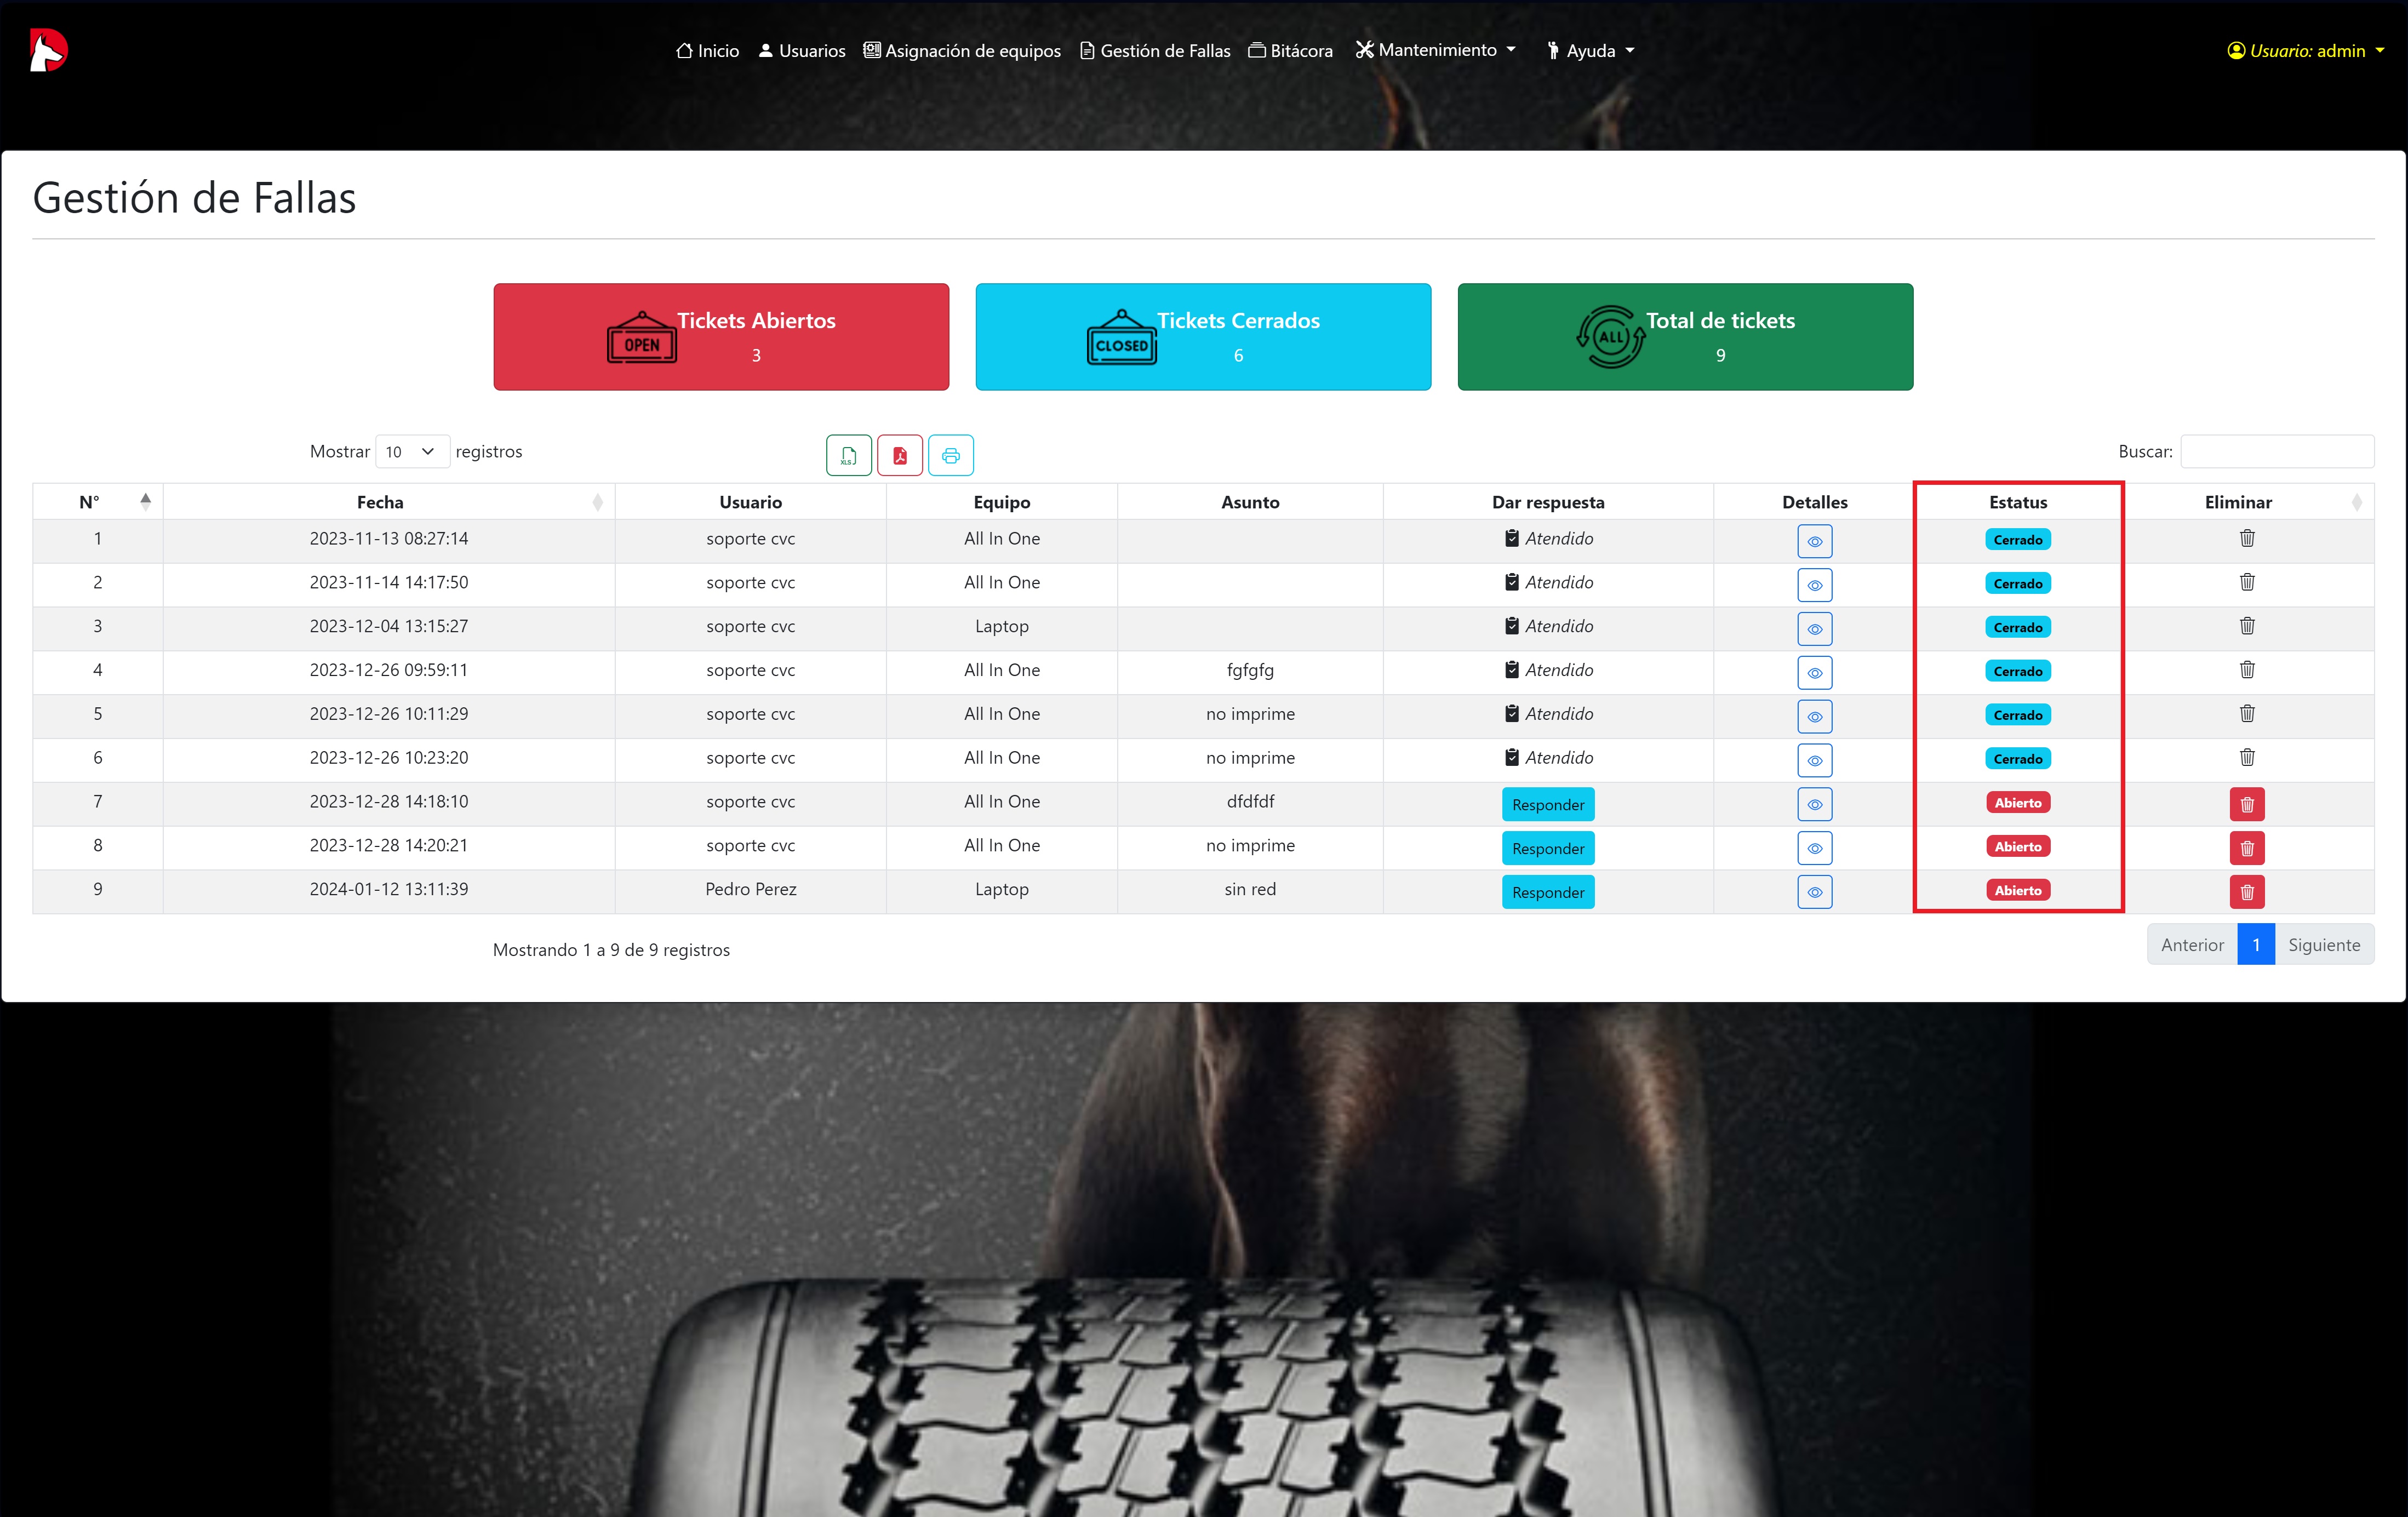 Inicio Usuarios Asignación de equipos Gestión de Fallas Bitácora Mantenimiento Ayuda Usuario: admin
Gestión de Fallas
OPEN Tickets Abiertos
3
CLOSED Tickets Cerrados
6
ALL Total de tickets
9
Mostrar 10 registros XLS Buscar:
N° Fecha Usuario Equipo Asunto Dar respuesta Detalles Estatus Eliminar
1 2023-11-13 08:27:14 soporte cvc All In One Atendido Cerrado
2 2023-11-14 14:17:50 soporte cvc All In One Atendido Cerrado
3 2023-12-04 13:15:27 soporte cvc Laptop Atendido Cerrado
4 2023-12-26 09:59:11 soporte cvc All In One fgfgfg Atendido Cerrado
5 2023-12-26 10:11:29 soporte cvc All In One no imprime Atendido Cerrado
6 2023-12-26 10:23:20 soporte cvc All In One no imprime Atendido Cerrado
7 2023-12-28 14:18:10 soporte cvc All In One dfdfdf Responder Abierto
8 2023-12-28 14:20:21 soporte cvc All In One no imprime Responder Abierto
9 2024-01-12 13:11:39 Pedro Perez Laptop sin red Responder Abierto
Mostrando 1 a 9 de 9 registros Anterior 1 Siguiente